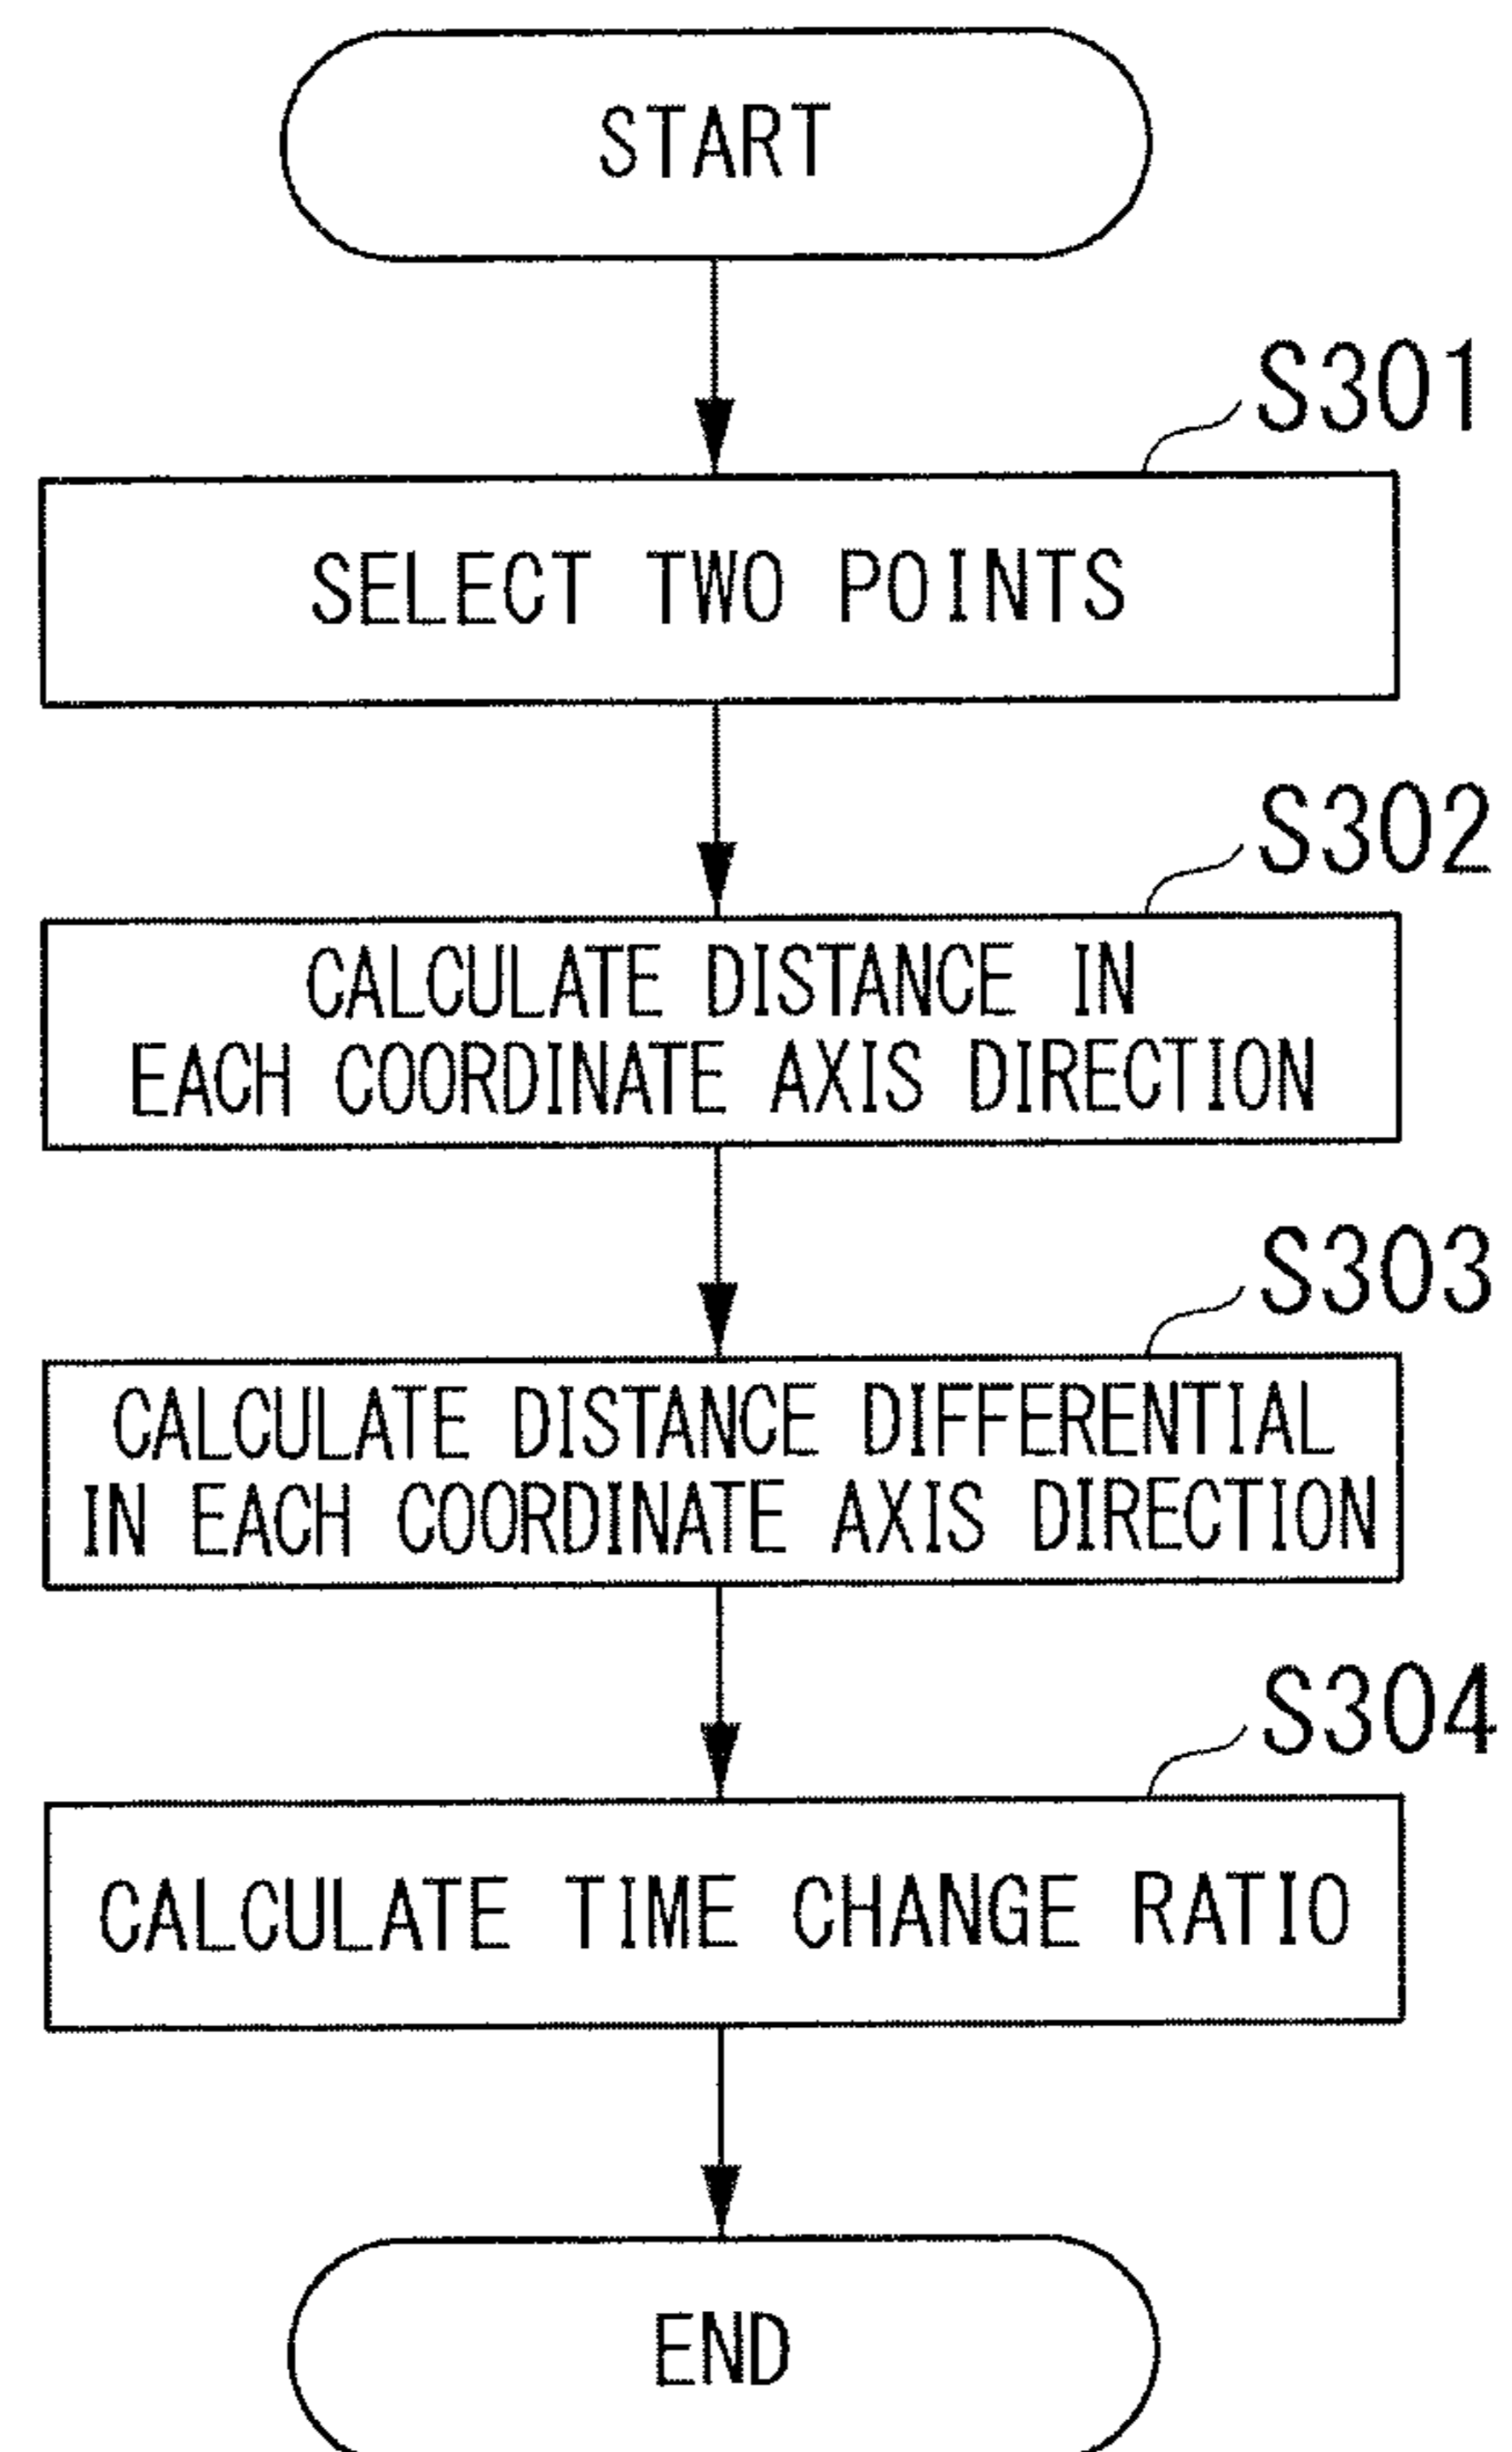 START
S301
SELECT TWO POINTS
S302
CALCULATE DISTANCE IN
EACH COORDINATE AXIS DIRECTION
S303
CALCULATE DISTANCE DIFFERENTIAL
IN EACH COORDINATE AXIS DIRECTION
S304
CALCULATE TIME CHANGE RATIO
END